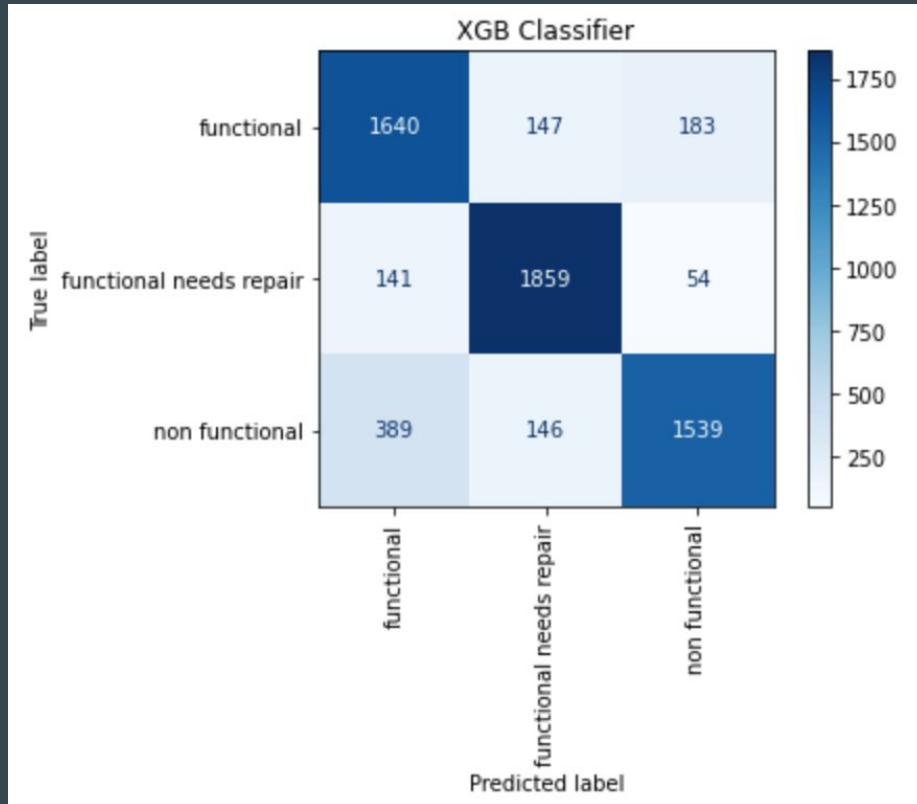 XGB Classifier
functional
1640 147 183
functional needs repair
141 1859 54
non functional
389 146 1539
True label
functional
functional needs repair
non functional
Predicted label
1750
1500
1250
1000
750
500
250